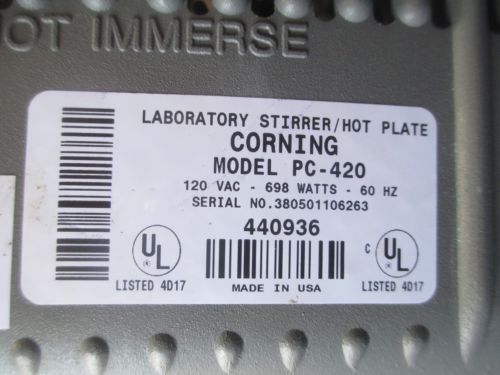 OT IMMERSE
LABORATORY STIRRER/HOT PLATE
CORNING
MODEL PC-420
120 VAC - 698 WATTS - 60 HZ
SERIAL NO.380501106263
440936
UL
LISTED 4D17
MADE IN USA
C UL
LISTED 4D17